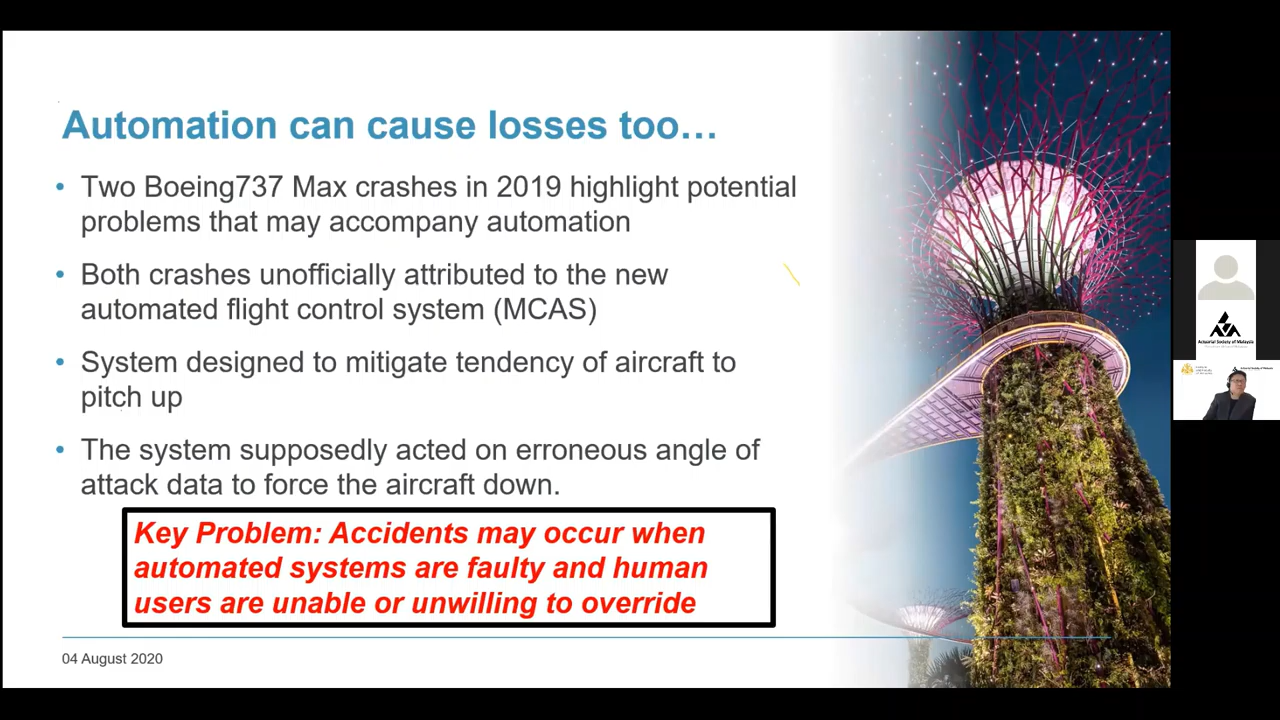 Automation can cause losses too…
• Two Boeing737 Max crashes in 2019 highlight potential
problems that may accompany automation
• Both crashes unofficially attributed to the new
automated flight control system (MCAS)
• System designed to mitigate tendency of aircraft to
pitch up
• The system supposedly acted on erroneous angle of
attack data to force the aircraft down.
Key Problem: Accidents may occur when
automated systems are faulty and human
users are unable or unwilling to override
04 August 2020
Actuarial Society of Malaysia